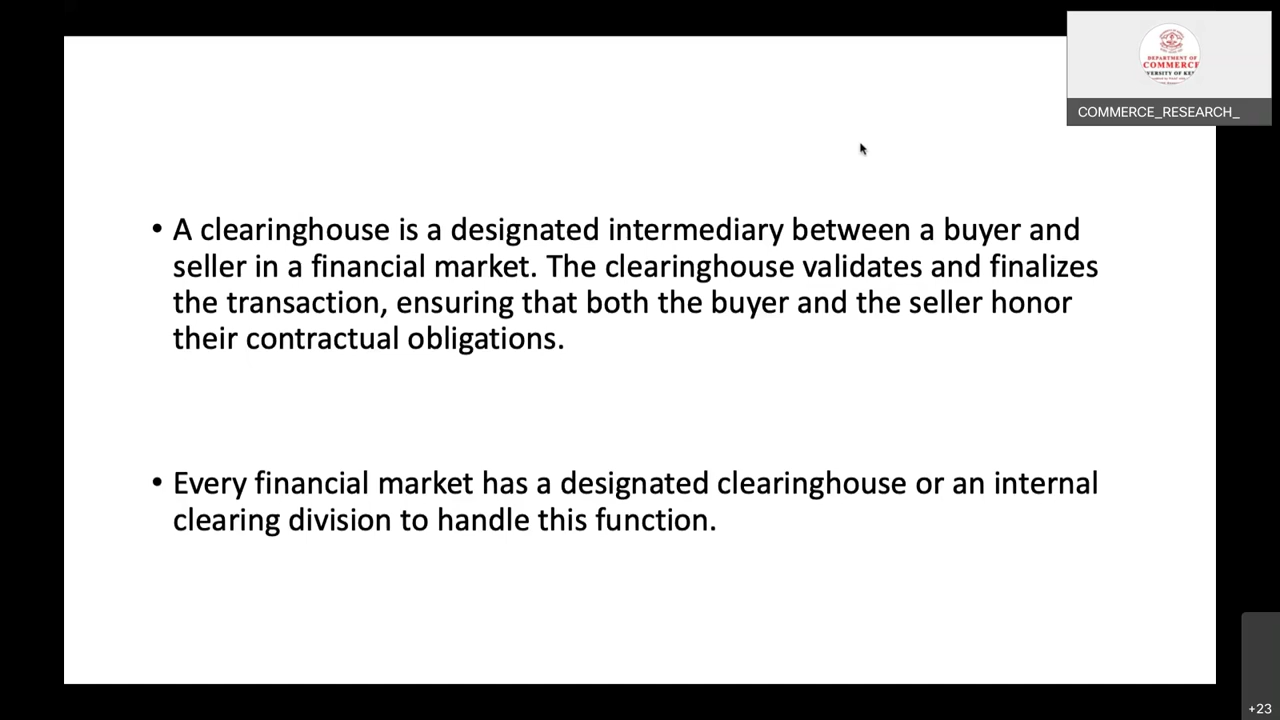 DEPARTMENT OF
COMMERCE
COMMERCE_RESEARCH_
• A clearinghouse is a designated intermediary between a buyer and
seller in a financial market. The clearinghouse validates and finalizes
the transaction, ensuring that both the buyer and the seller honor
their contractual obligations.
• Every financial market has a designated clearinghouse or an internal
clearing division to handle this function.
+23